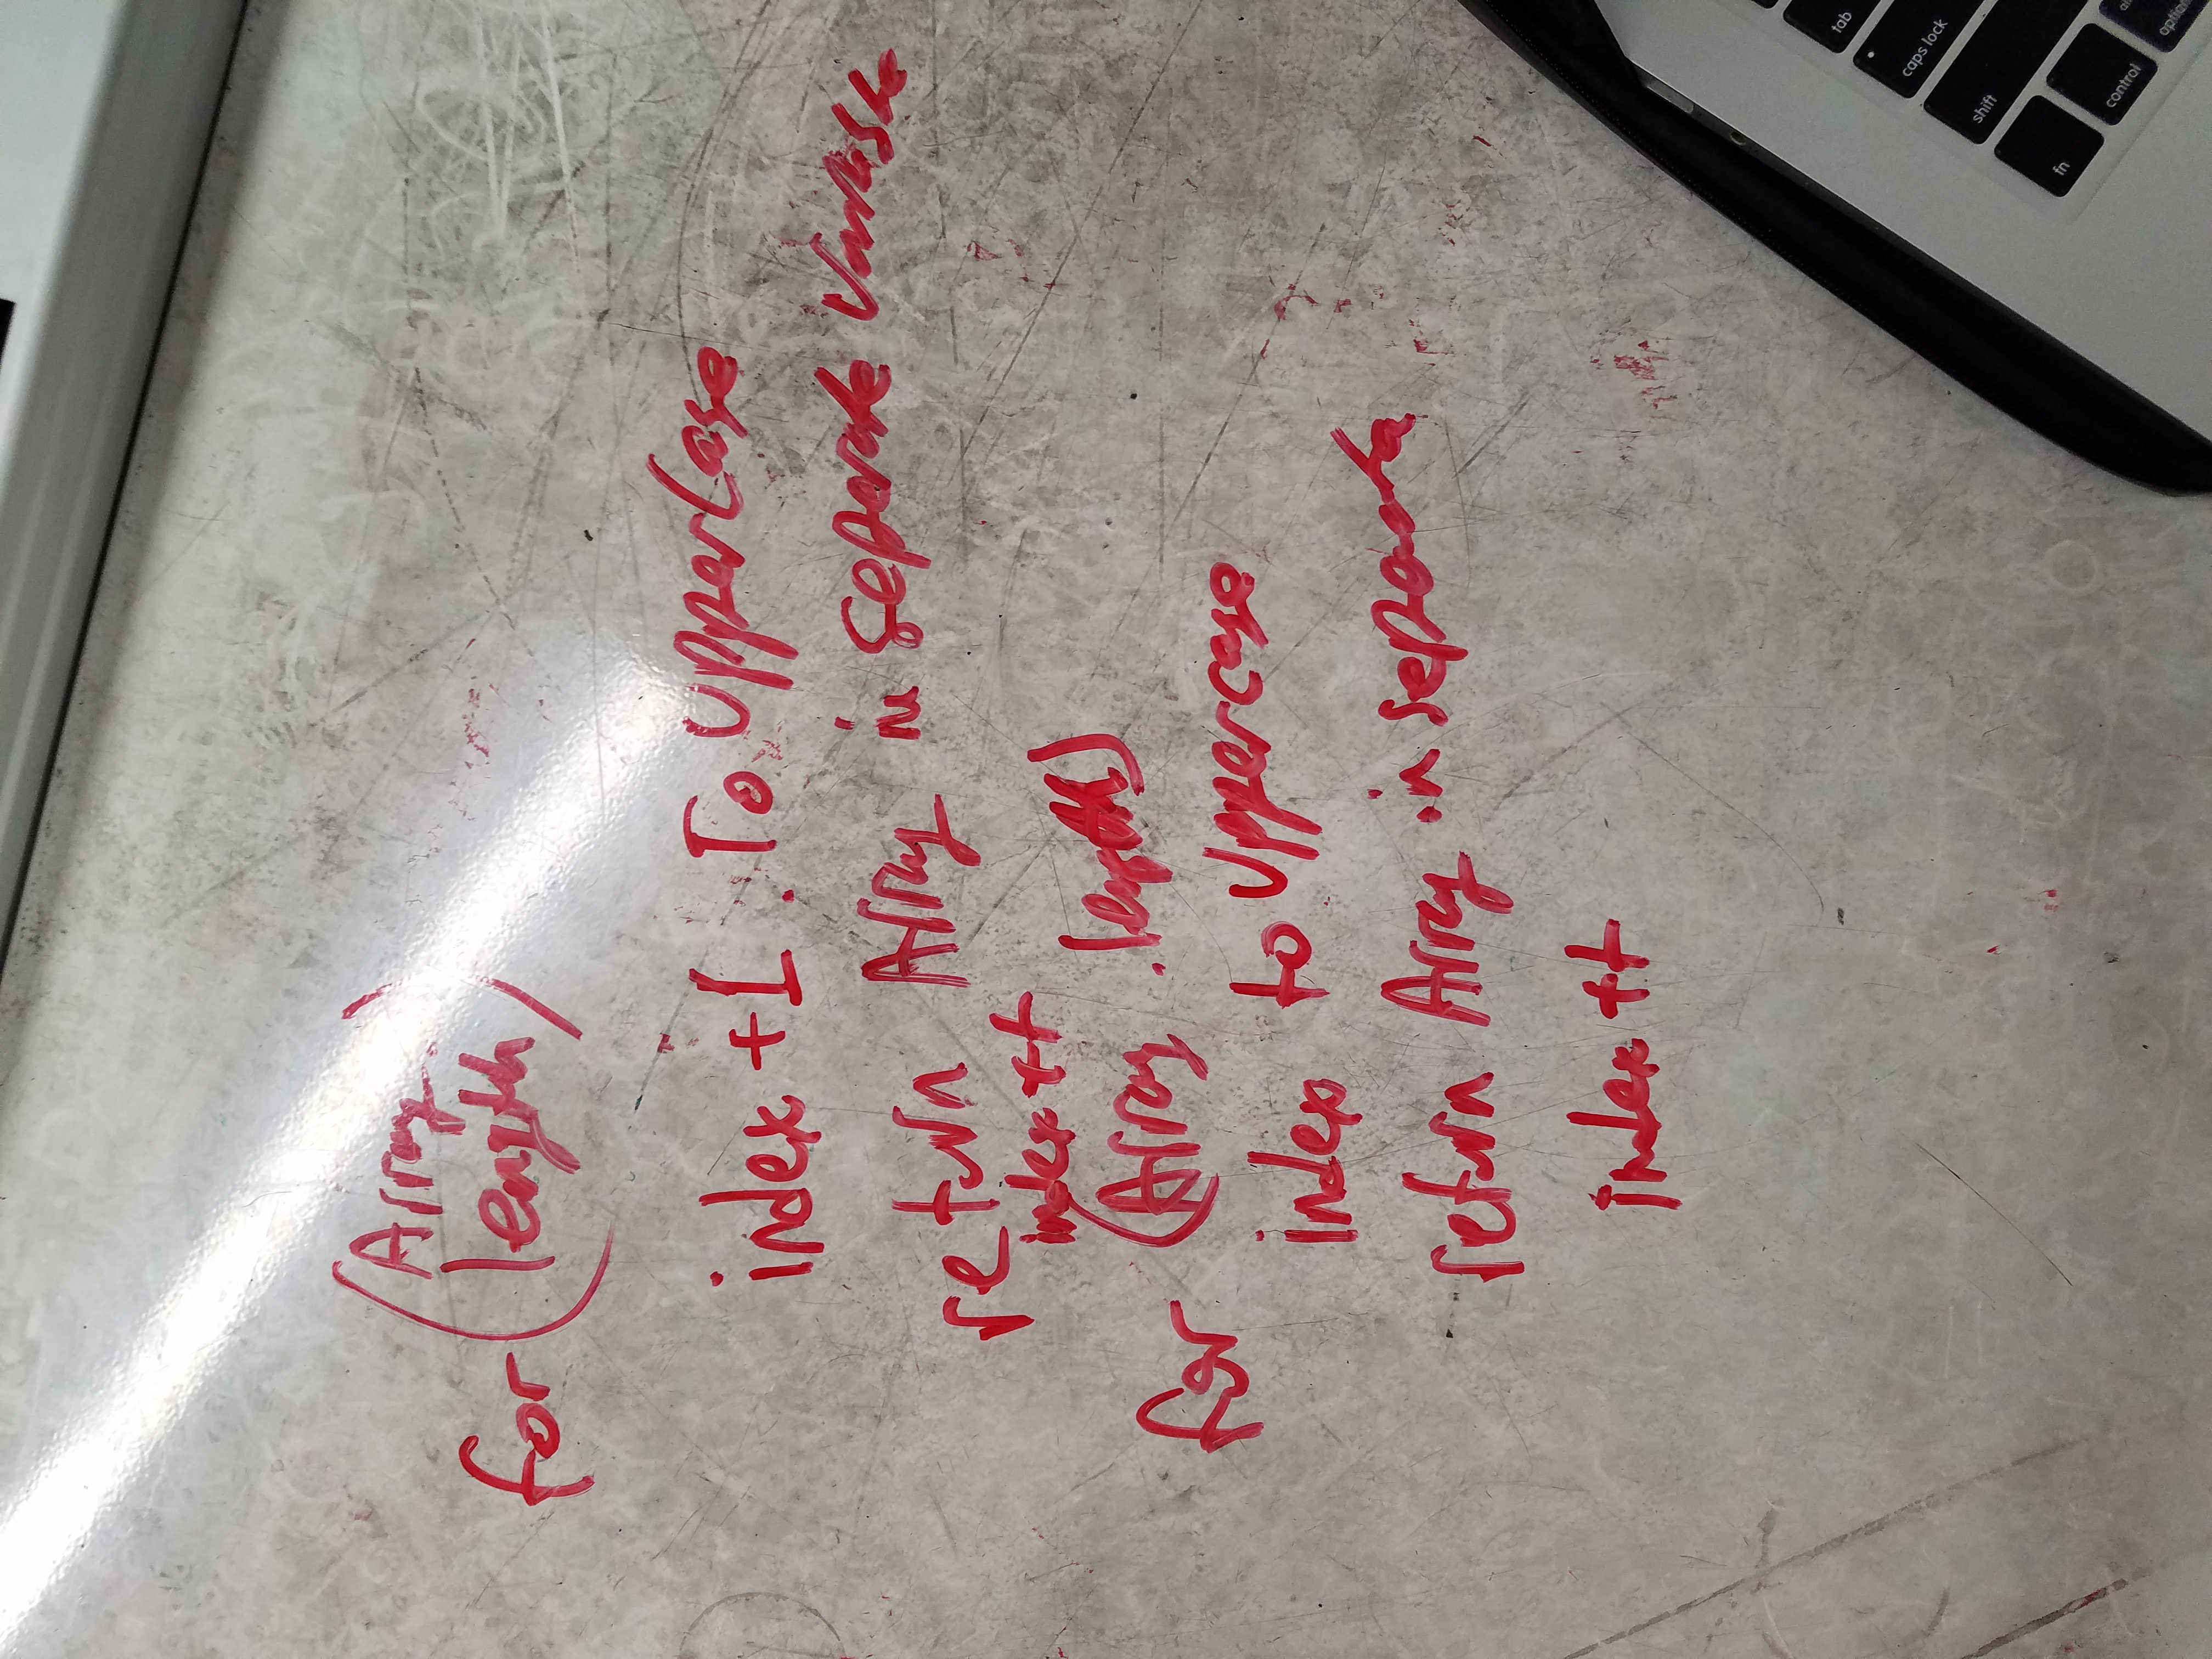 for (Array
length)
index +1 . To UpperCase
return Array in seperate Variable
index ++
for (Array .length)
index to Uppercase
return Array in seperate
index ++
tab
caps lock
shift
fn
control
option